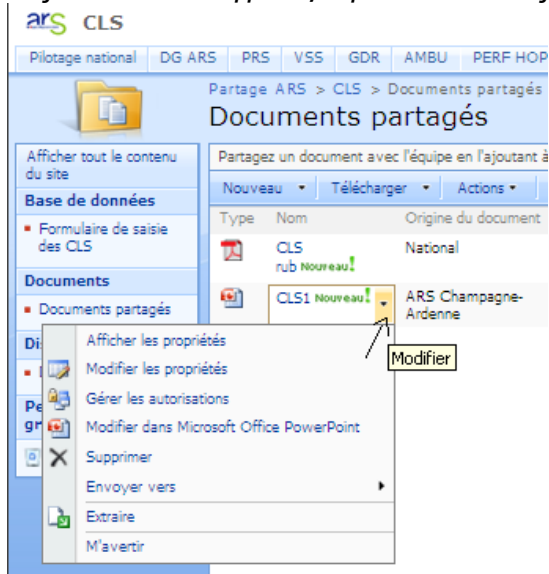 ars CLS
Pilotage national DG ARS PRS VSS GDR AMBU PERF HOP
Partage ARS > CLS > Documents partagés
Documents partagés
Afficher tout le contenu
du site
Base de données
Formulaire de saisie
des CLS
Documents
Documents partagés
Partagez un document avec l'équipe en l'ajoutant à
Nouveau Télécharger Actions
Type Nom Origine du document
CLS National
rub Nouveau!
CLS1 Nouveau! ARS Champagne-
Ardenne
Modifier
Afficher les propriétés
Modifier les propriétés
Gérer les autorisations
Modifier dans Microsoft Office PowerPoint
Supprimer
Envoyer vers
Extraire
M'avertir